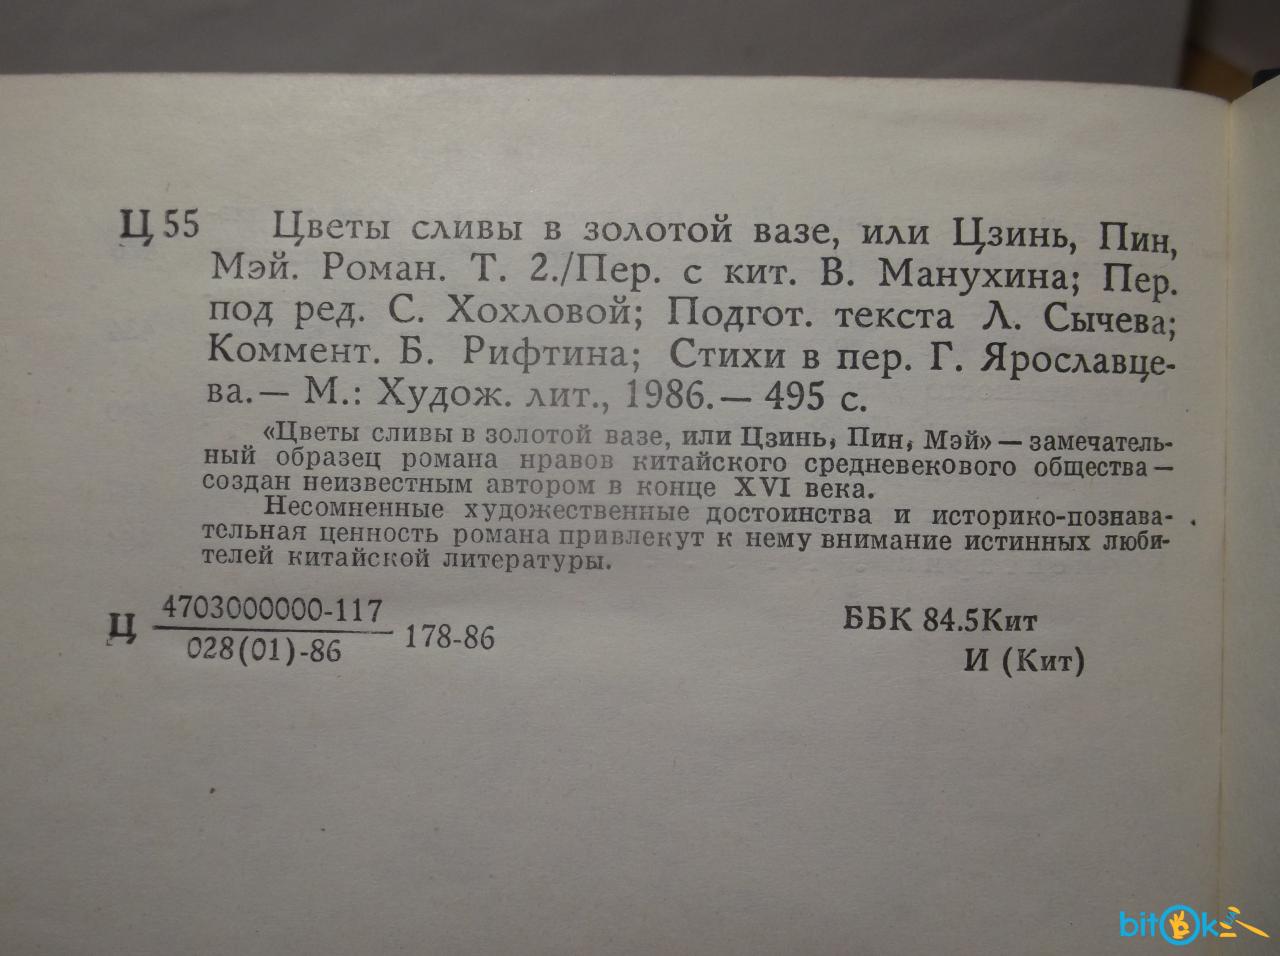 Ц 55 Цветы сливы в золотой вазе, или Цзинь, Пин,
Мэй. Роман. Т. 2./Пер. с кит. В. Манухина; Пер.
под ред. С. Хохловой; Подгот. текста Л. Сычева;
Коммент. Б. Рифтина; Стихи в пер. Г. Ярославце-
ва.— М.: Худож. лит., 1986.— 495 с.
«Цветы сливы в золотой вазе, или Цзинь, Пин, Мэй» — замечатель-
ный образец романа нравов китайского средневекового общества —
создан неизвестным автором в конце XVI века.
Несомненные художественные достоинства и историко-познава-
тельная ценность романа привлекут к нему внимание истинных люби-
телей китайской литературы.
Ц 4703000000-117
028(01)-86 178-86
ББК 84.5Кит
И (Кит)
bitOk